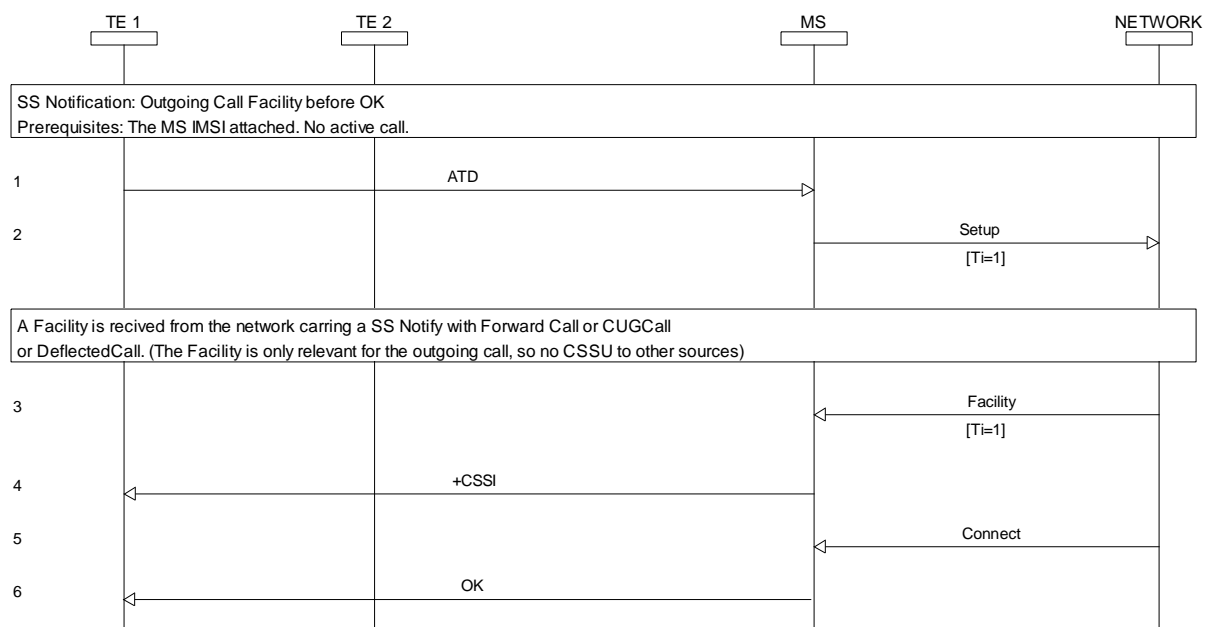 TE 1
TE 2
MS
NETWORK
SS Notification: Outgoing Call Facility before OK
Prerequisites: The MS IMSI attached. No active call.
1
ATD
2
Setup
[Ti=1]
A Facility is recived from the network carring a SS Notify with Forward Call or CUGCall
or DeflectedCall. (The Facility is only relevant for the outgoing call, so no CSSU to other sources)
3
Facility
[Ti=1]
4
+CSSI
5
Connect
6
OK